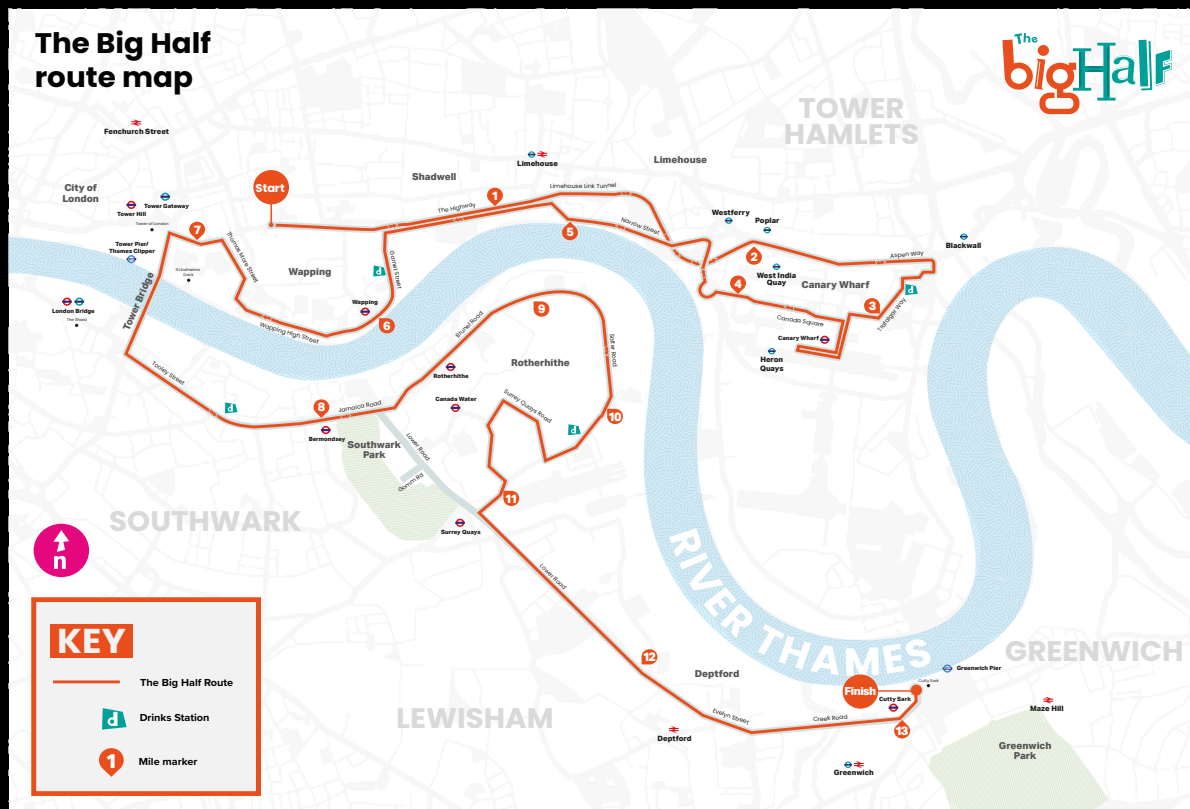 The Big Half
route map
The
big Half
TOWER
HAMLETS
Fenchurch Street
Limehouse
Limehouse
Shadwell
City of
London
Start
1
Limehouse Link Tunnel
The Highway
Tower Gateway
Tower Hill
Tower of London
7
Thomas More Street
5
Narrow Street
Westferry
Poplar
Blackwall
Aspen Way
2
Tower Pier/
Thames Clipper
St Katharine
Dock
Wapping
d
Garnet Street
West India
Quay
Canary Wharf
4
3
d
Trafalgar Way
Canada Square
Canary Wharf
Heron
Quays
London Bridge
The Shard
Tower Bridge
Wapping
6
Wapping High Street
9
Brunel Road
Salter Road
Rotherhithe
Rotherhithe
Canada Water
Tooley Street
d
8
Jamaica Road
Bermondsey
Surrey Quays Road
d
10
Southwark
Park
Lower Road
Gomm Rd
11
SOUTHWARK
Surrey Quays
n
Lower Road
RIVER THAMES
12
Deptford
GREENWICH
Greenwich Pier
Cutty Sark
Finish
Cutty Sark
Maze Hill
LEWISHAM
Evelyn Street
Creek Road
13
Deptford
Greenwich
Greenwich
Park
KEY
The Big Half Route
d
Drinks Station
1
Mile marker